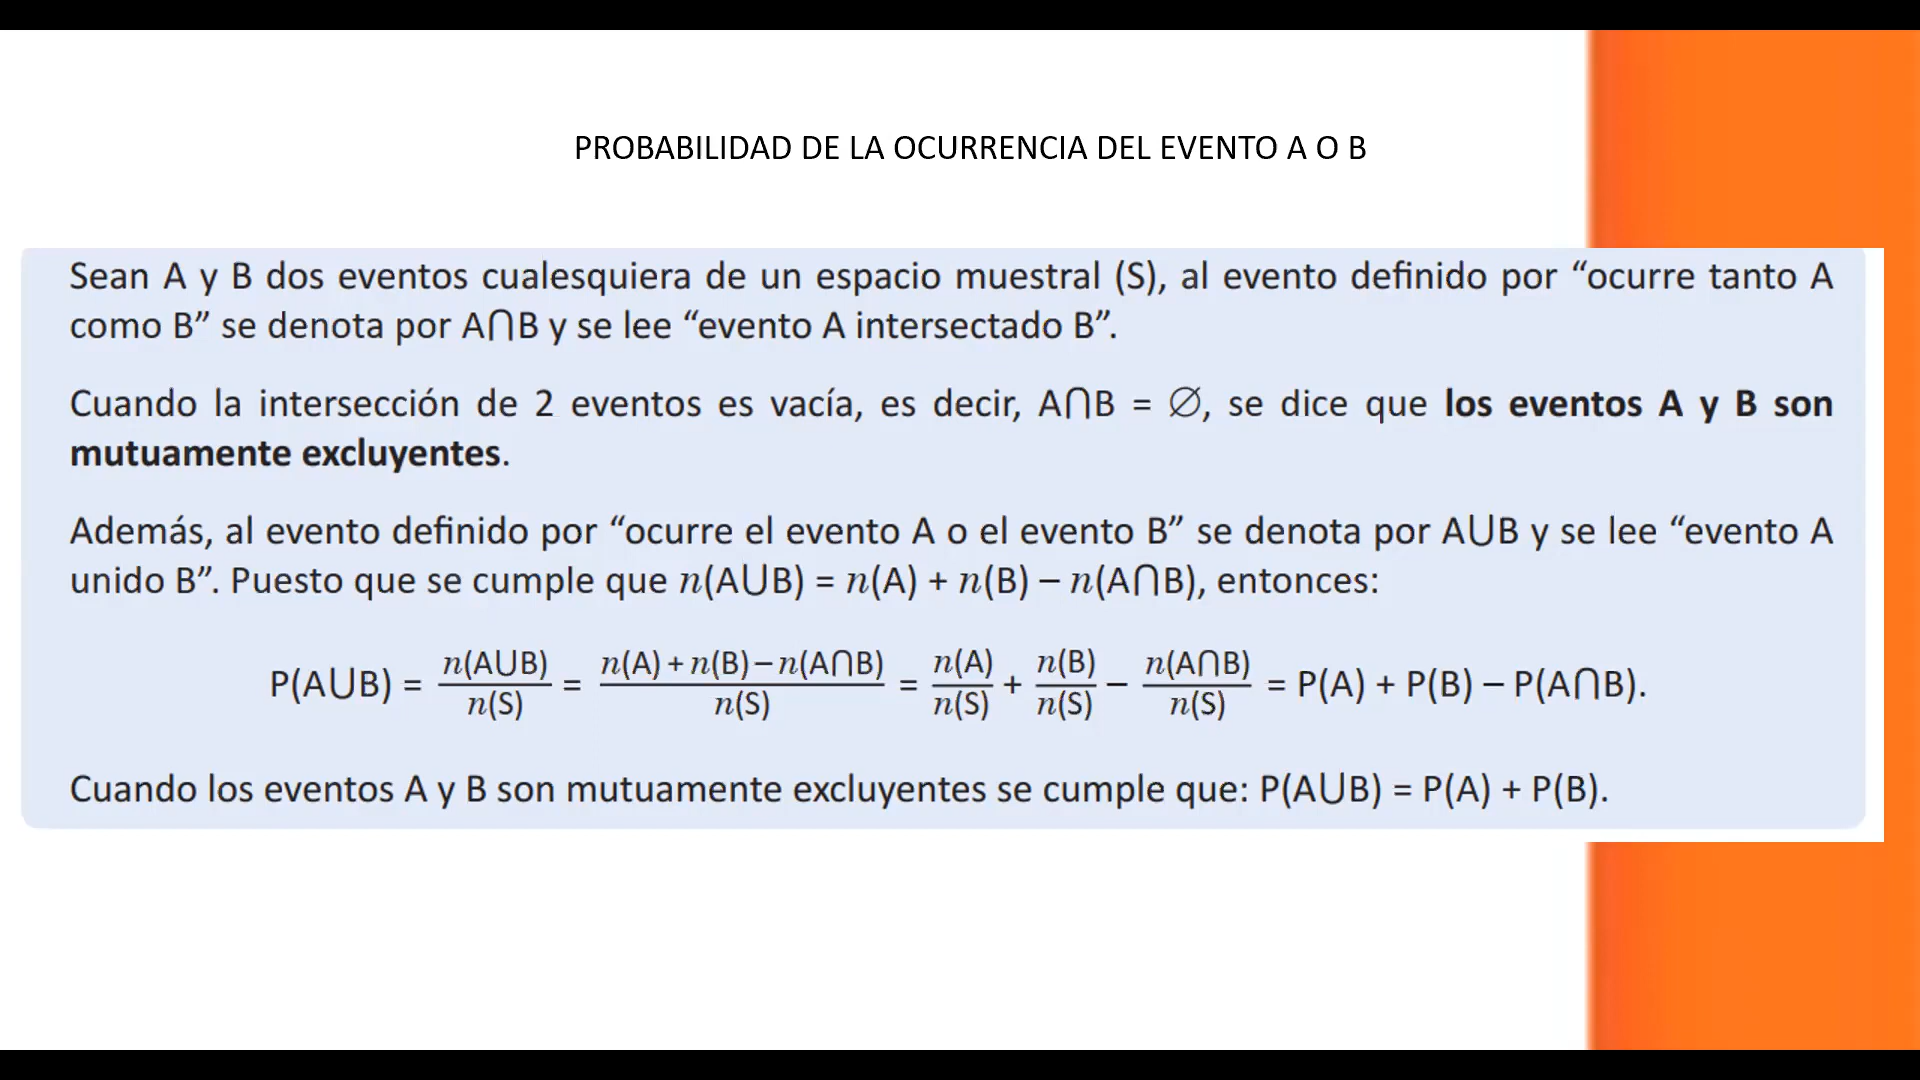 PROBABILIDAD DE LA OCURRENCIA DEL EVENTO A O B
Sean A y B dos eventos cualesquiera de un espacio muestral (S), al evento definido por “ocurre tanto A
como B” se denota por A⋂B y se lee “evento A intersectado B”.
Cuando la intersección de 2 eventos es vacía, es decir, A⋂B = ∅, se dice que los eventos A y B son
mutuamente excluyentes.
Además, al evento definido por “ocurre el evento A o el evento B” se denota por A⋃B y se lee “evento A
unido B”. Puesto que se cumple que n(A⋃B) = n(A) + n(B) – n(A⋂B), entonces:
P(A⋃B) = n(A⋃B)/n(S) = n(A)+n(B)–n(A⋂B)/n(S) = n(A)/n(S) + n(B)/n(S) – n(A⋂B)/n(S) = P(A) + P(B) – P(A⋂B).
Cuando los eventos A y B son mutuamente excluyentes se cumple que: P(A⋃B) = P(A) + P(B).